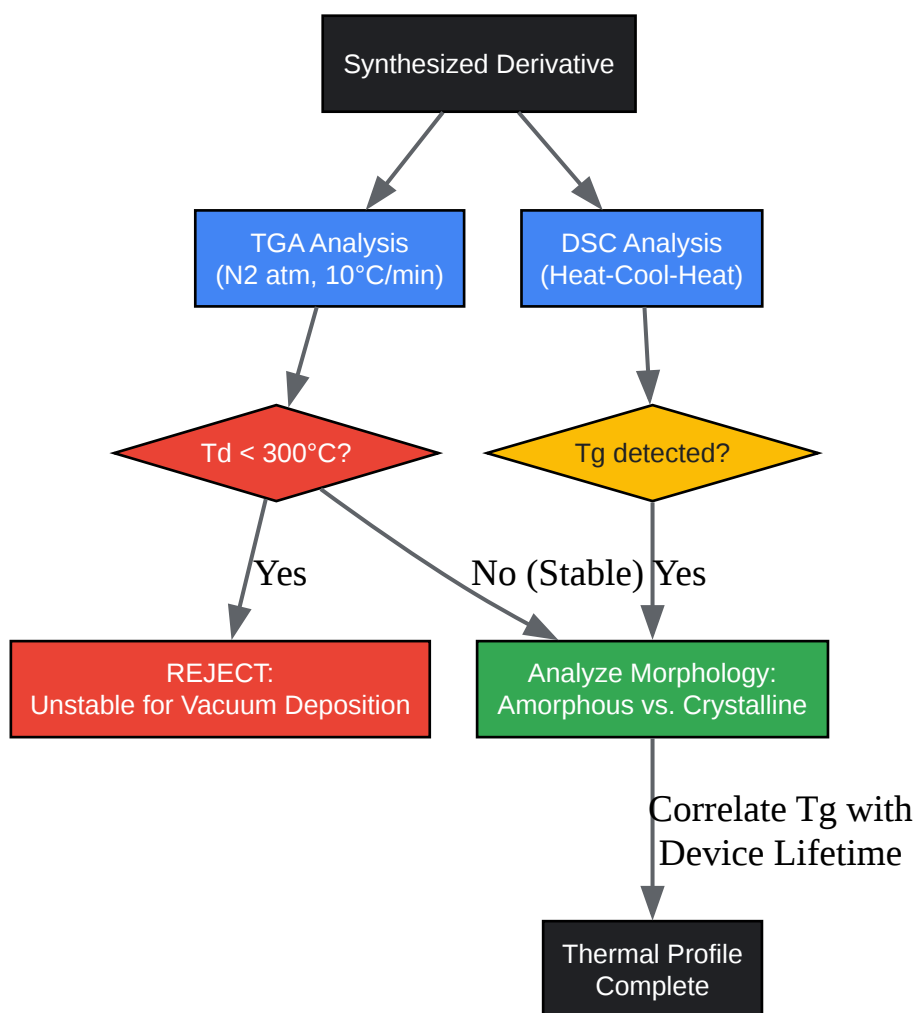 Synthesized Derivative
TGA Analysis
(N2 atm, 10°C/min)
DSC Analysis
(Heat-Cool-Heat)
Td < 300°C?
Tg detected?
Yes
No (Stable)
Yes
REJECT:
Unstable for Vacuum Deposition
Analyze Morphology:
Amorphous vs. Crystalline
Correlate Tg with
Device Lifetime
Thermal Profile
Complete